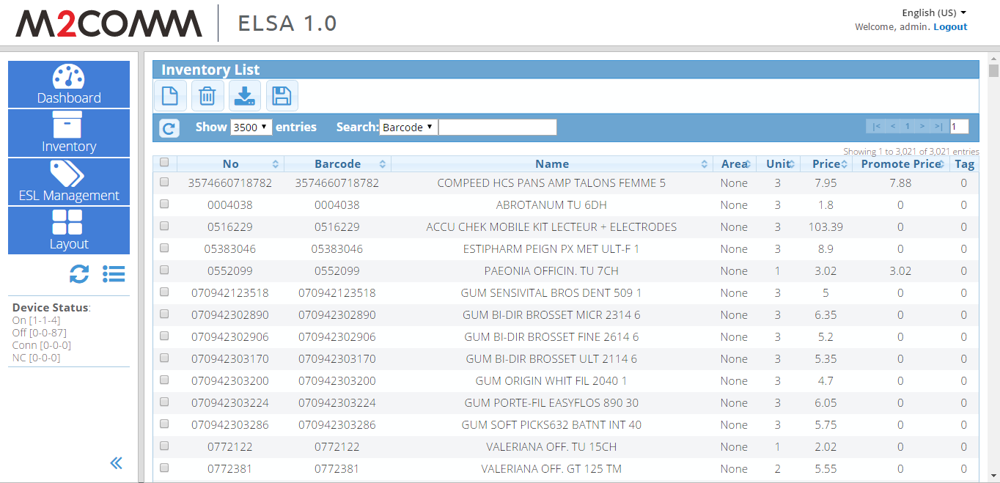 M2COMM ELSA 1.0
English (US)
Welcome, admin. Logout
Dashboard
Inventory
ESL Management
Layout
Device Status:
On [1-1-4]
Off [0-0-87]
Conn [0-0-0]
NC [0-0-0]
Inventory List
Show 3500 entries Search: Barcode |< < 1 > >| 1
Showing 1 to 3,021 of 3,021 entries
No Barcode Name Area Unit Price Promote Price Tag
3574660718782 3574660718782 COMPEED HCS PANS AMP TALONS FEMME 5 None 3 7.95 7.88 0
0004038 0004038 ABROTANUM TU 6DH None 3 1.8 0 0
0516229 0516229 ACCU CHEK MOBILE KIT LECTEUR + ELECTRODES None 3 103.39 0 0
05383046 05383046 ESTIPHARM PEIGN PX MET ULT-F 1 None 3 8.9 0 0
0552099 0552099 PAEONIA OFFICIN. TU 7CH None 1 3.02 3.02 0
070942123518 070942123518 GUM SENSIVITAL BROS DENT 509 1 None 3 5 0 0
070942302890 070942302890 GUM BI-DIR BROSSET MICR 2314 6 None 3 6.35 0 0
070942302906 070942302906 GUM BI-DIR BROSSET FINE 2614 6 None 3 5.2 0 0
070942303170 070942303170 GUM BI-DIR BROSSET ULT 2114 6 None 3 5.35 0 0
070942303200 070942303200 GUM ORIGIN WHIT FIL 2040 1 None 3 4.7 0 0
070942303224 070942303224 GUM PORTE-FIL EASYFLOS 890 30 None 3 6.05 0 0
070942303286 070942303286 GUM SOFT PICKS632 BATNT INT 40 None 3 5.75 0 0
0772122 0772122 VALERIANA OFF. TU 15CH None 1 2.02 0 0
0772381 0772381 VALERIANA OFF. GT 125 TM None 2 5.55 0 0